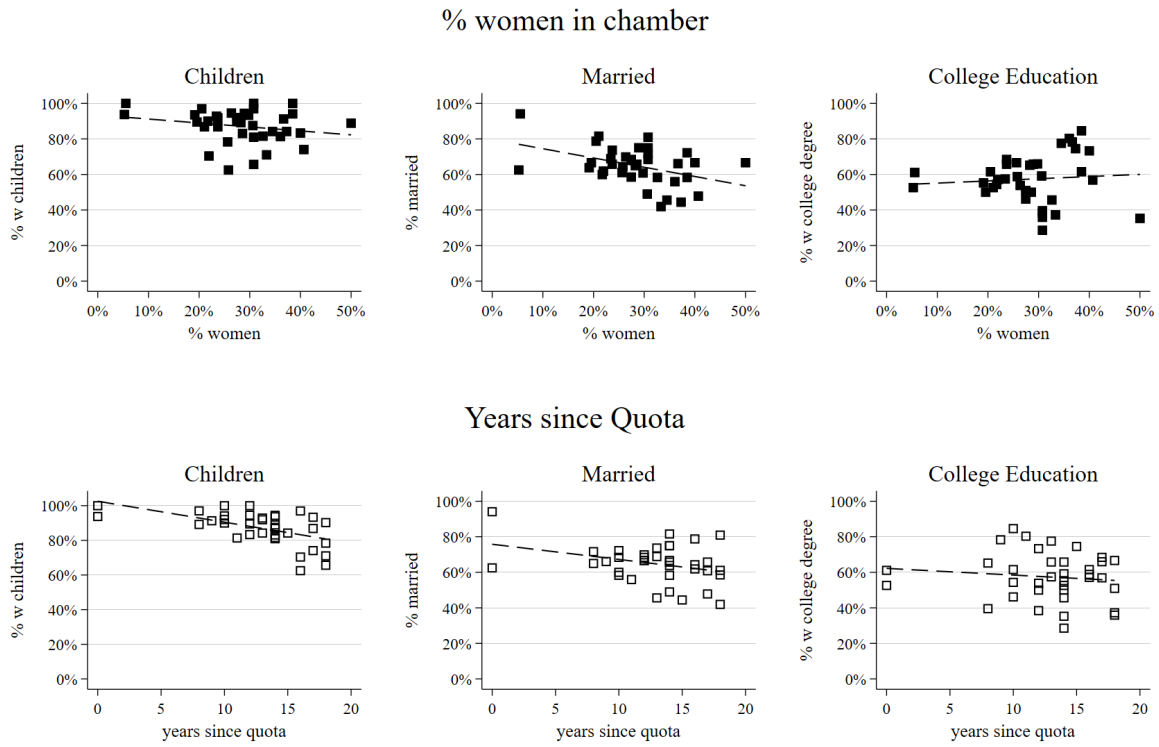 % women in chamber
Children
Married
College Education
% w children
100%
80%
60%
40%
20%
0%
0% 10% 20% 30% 40% 50%
% women
% married
100%
80%
60%
40%
20%
0%
0% 10% 20% 30% 40% 50%
% women
% w college degree
100%
80%
60%
40%
20%
0%
0% 10% 20% 30% 40% 50%
% women
Years since Quota
Children
Married
College Education
% w children
100%
80%
60%
40%
20%
0%
0 5 10 15 20
years since quota
% married
100%
80%
60%
40%
20%
0%
0 5 10 15 20
years since quota
% w college degree
100%
80%
60%
40%
20%
0%
0 5 10 15 20
years since quota